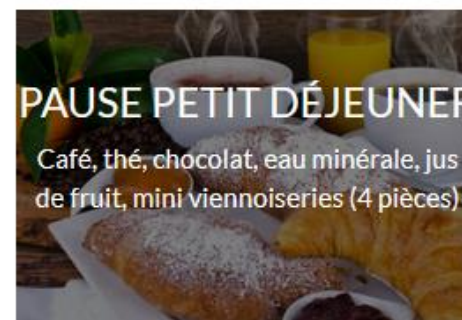 PAUSE PETIT DÉJEUNER
Café, thé, chocolat, eau minérale, jus
de fruit, mini viennoiseries (4 pièces)